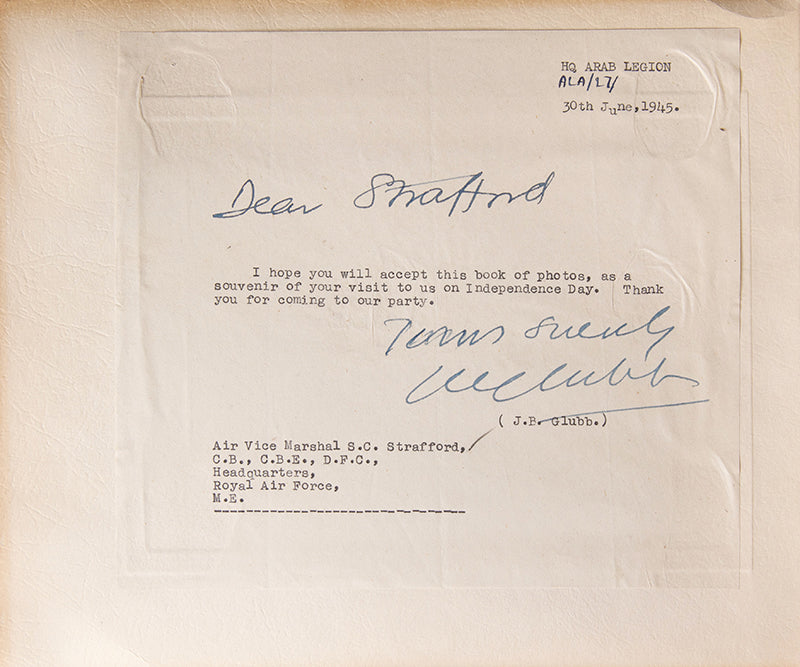 HQ ARAB LEGION
ALA/27/
30th June,1945.
Dear Strafford
I hope you will accept this book of photos, as a
souvenir of your visit to us on Independence Day. Thank
you for coming to our party.
Yours sincerely
JBGlubb
( J.B. Glubb.)
Air Vice Marshal S.C. Strafford,
C.B., C.B.E., D.F.C.,
Headquarters,
Royal Air Force,
M.E.